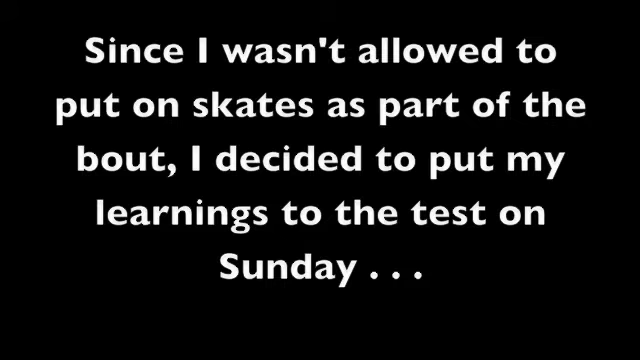 Since I wasn't allowed to
put on skates as part of the
bout, I decided to put my
learnings to the test on
Sunday . . .